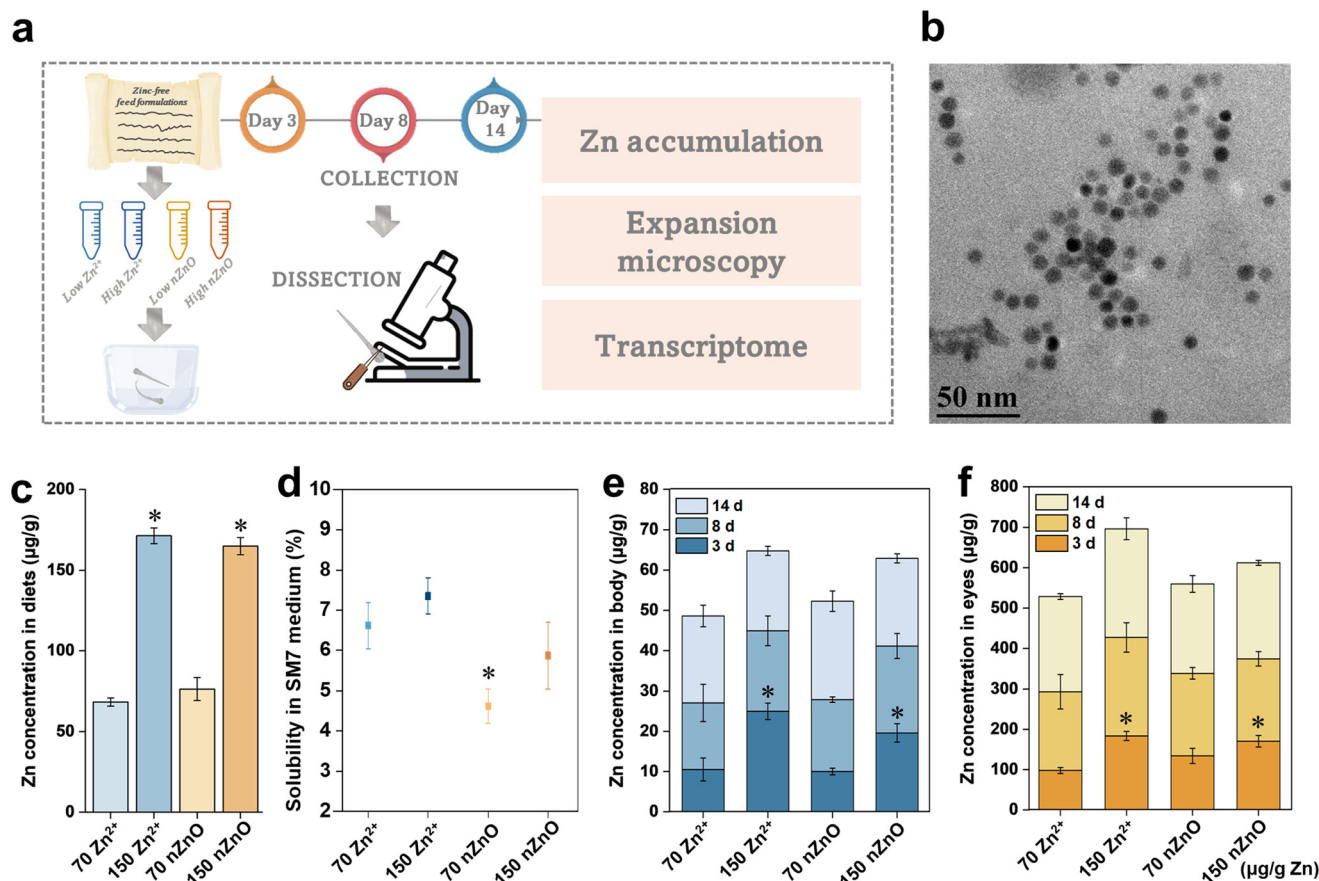 a
Zinc-free
feed formulations
Day 3
Day 8
Day
14
COLLECTION
DISSECTION
Low Zn²⁺
High Zn²⁺
Low nZnO
High nZnO
Zn accumulation
Expansion
microscopy
Transcriptome
b
50 nm
c
Zn concentration in diets (μg/g)
200
150
100
50
0
*
*
70 Zn²⁺
150 Zn²⁺
70 nZnO
150 nZnO
d
Solubility in SM7 medium (%)
10
9
8
7
6
5
4
3
2
*
70 Zn²⁺
150 Zn²⁺
70 nZnO
150 nZnO
e
Zn concentration in body (μg/g)
80
70
60
50
40
30
20
10
0
14 d
8 d
3 d
*
*
70 Zn²⁺
150 Zn²⁺
70 nZnO
150 nZnO
f
Zn concentration in eyes (μg/g)
800
700
600
500
400
300
200
100
0
14 d
8 d
3 d
*
*
70 Zn²⁺
150 Zn²⁺
70 nZnO
150 nZnO
(μg/g Zn)